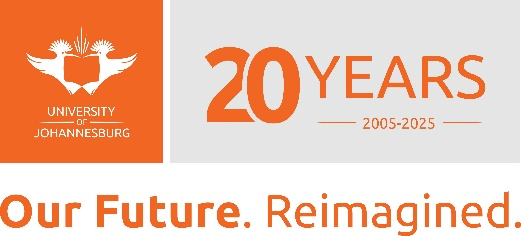 UNIVERSITY
OF
JOHANNESBURG
20 YEARS
2005-2025
Our Future. Reimagined.